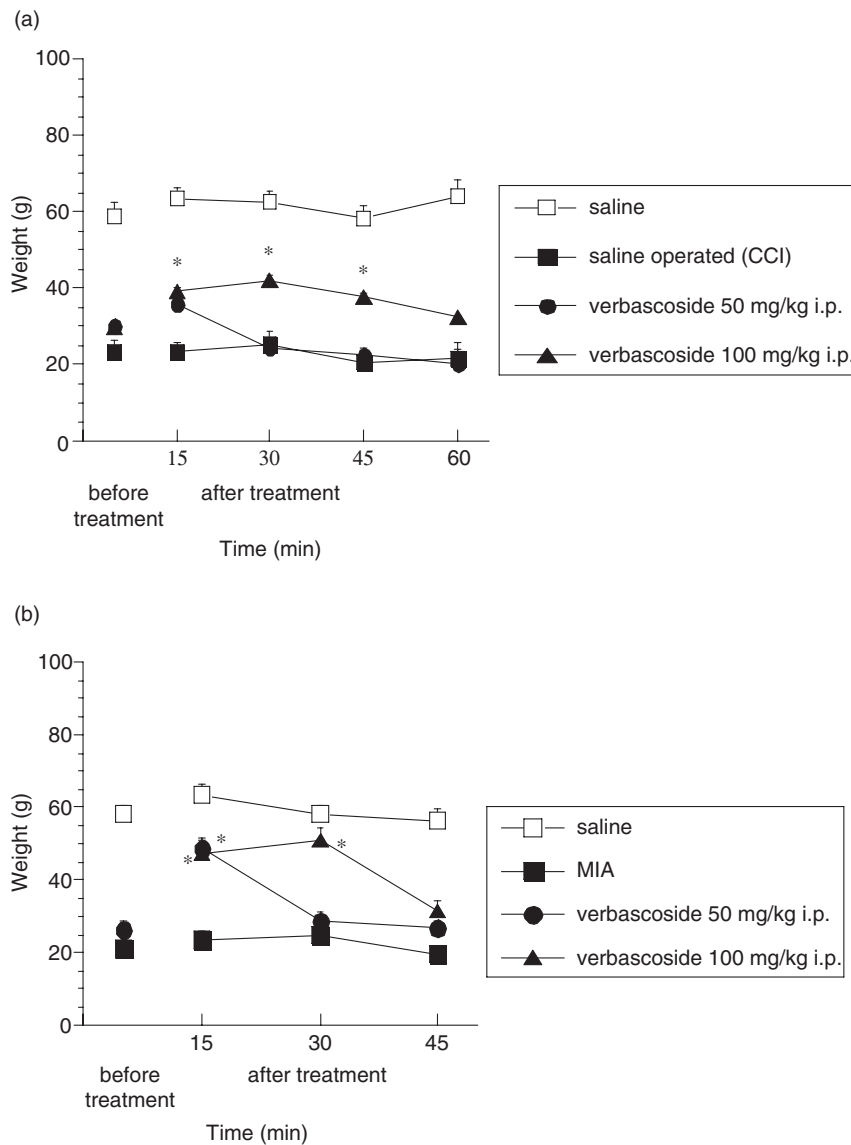 (a)
100
80
60
40
20
0
Weight (g)
*
*
*
15
30
45
60
before
treatment
after treatment
Time (min)
saline
saline operated (CCI)
verbascoside 50 mg/kg i.p.
verbascoside 100 mg/kg i.p.
(b)
100
80
60
40
20
0
Weight (g)
*
*
*
15
30
45
before
treatment
after treatment
Time (min)
saline
MIA
verbascoside 50 mg/kg i.p.
verbascoside 100 mg/kg i.p.